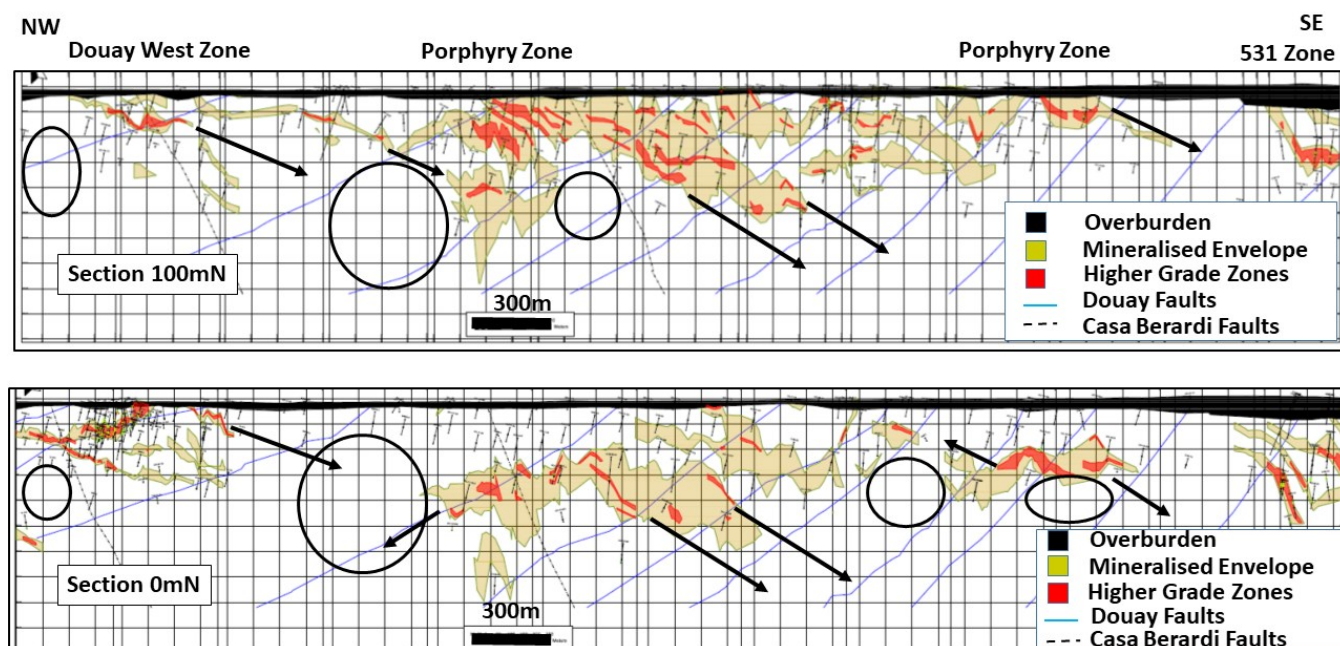 NW
SE
Douay West Zone
Porphyry Zone
Porphyry Zone
531 Zone
Overburden
Mineralised Envelope
Higher Grade Zones
Douay Faults
Casa Berardi Faults
Section 100mN
300m
Overburden
Mineralised Envelope
Higher Grade Zones
Douay Faults
Casa Berardi Faults
Section 0mN
300m